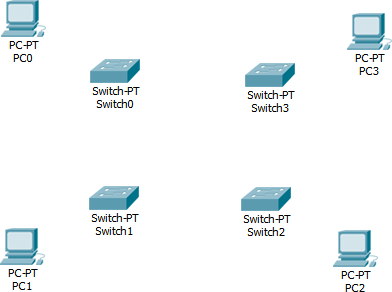 PC-PT
PC0
PC-PT
PC3
Switch-PT
Switch0
Switch-PT
Switch3
Switch-PT
Switch1
Switch-PT
Switch2
PC-PT
PC1
PC-PT
PC2